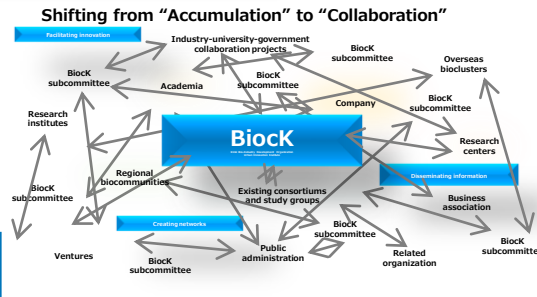 Shifting from “Accumulation” to “Collaboration”
Facilitating innovation
Industry-university-government
collaboration projects
BiocK
subcommittee
Overseas
bioclusters
BiocK
subcommittee
Academia
BiocK
subcommittee
Company
BiocK
subcommittee
Research
institutes
BiocK
Research
centers
Regional
biocommunities
Disseminating information
BiocK
subcommittee
Existing consortiums
and study groups
Business
association
Creating networks
BiocK
subcommittee
BiocK
subcommittee
Ventures
BiocK
subcommittee
Public
administration
Related
organization